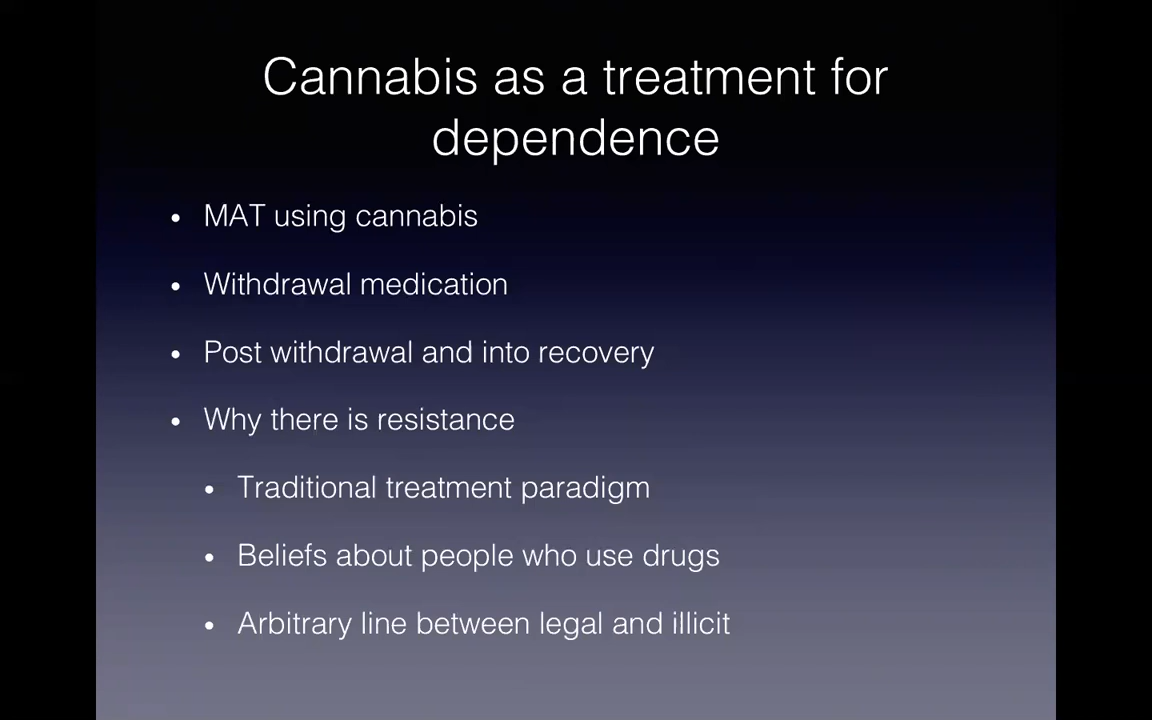 Cannabis as a treatment for
dependence
• MAT using cannabis
• Withdrawal medication
• Post withdrawal and into recovery
• Why there is resistance
• Traditional treatment paradigm
• Beliefs about people who use drugs
• Arbitrary line between legal and illicit